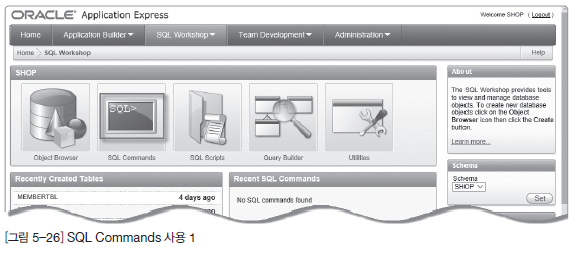 ORACLE Application Express
Welcome SHOP ( Logout )
Home Application Builder SQL Workshop Team Development Administration
Home SQL Workshop Help
SHOP
SQL>
Object Browser SQL Commands SQL Scripts Query Builder Utilities
About
The SQL Workshop provides tools
to view and manage database
objects. To create new database
objects click on the Object
Browser icon then click the Create
button.
Learn more...
Schema
Schema
SHOP
Set
Recently Created Tables
MEMBERTBL 4 days ago
ago
Recent SQL Commands
No SQL commands found
[그림 5-26] SQL Commands 사용 1